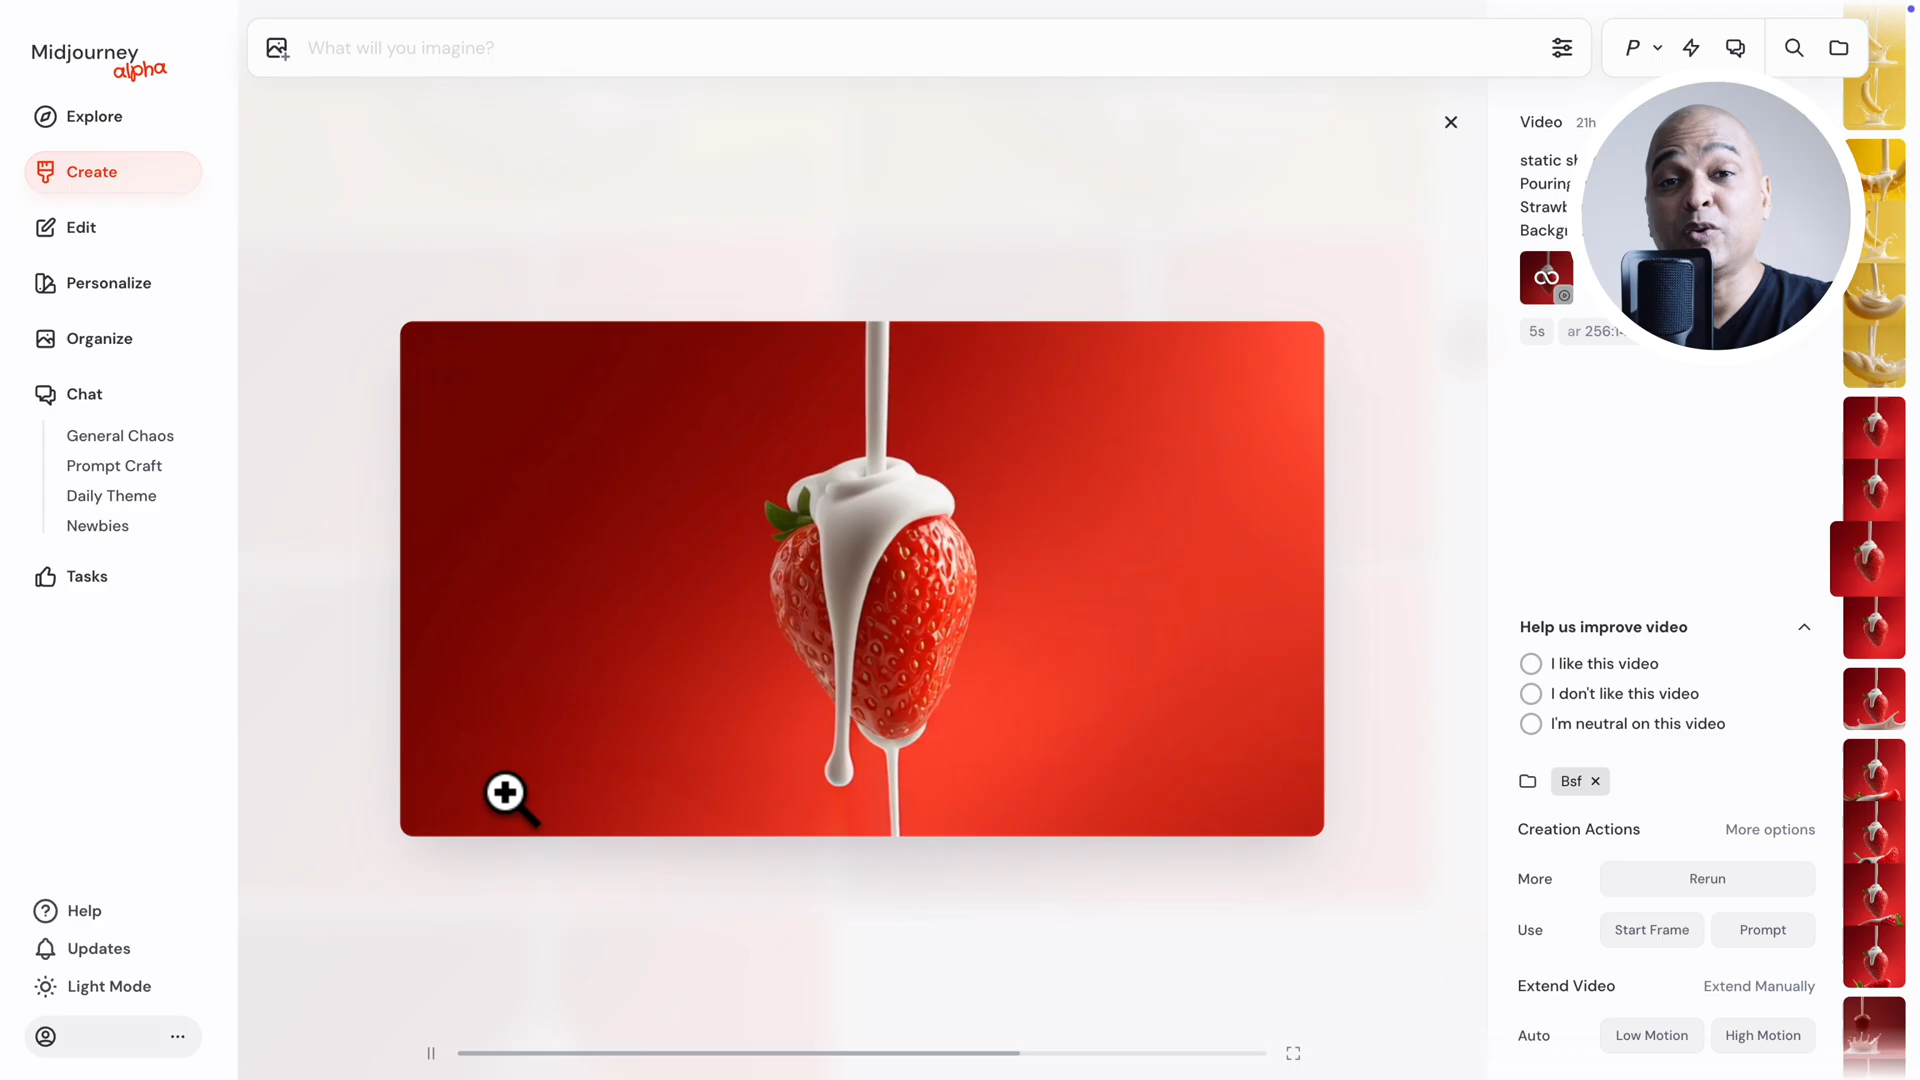 Midjourney
alpha
What will you imagine?
Explore
Create
Edit
Personalize
Organize
Chat
General Chaos
Prompt Craft
Daily Theme
Newbies
Tasks
Help
Updates
Light Mode
Video 21h
static
Pouring
Help us improve video
I like this video
I don't like this video
I'm neutral on this video
Bsf
Creation Actions More options
More Rerun
Use Start Frame Prompt
Extend Video Extend Manually
Auto Low Motion High Motion
5s ar